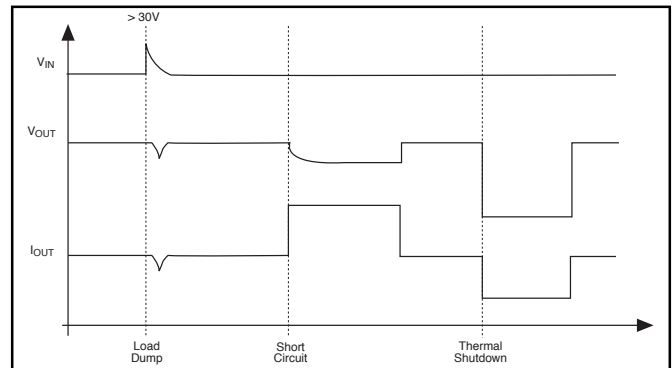 > 30V
VIN
VOUT
IOUT
Load
Dump
Short
Circuit
Thermal
Shutdown